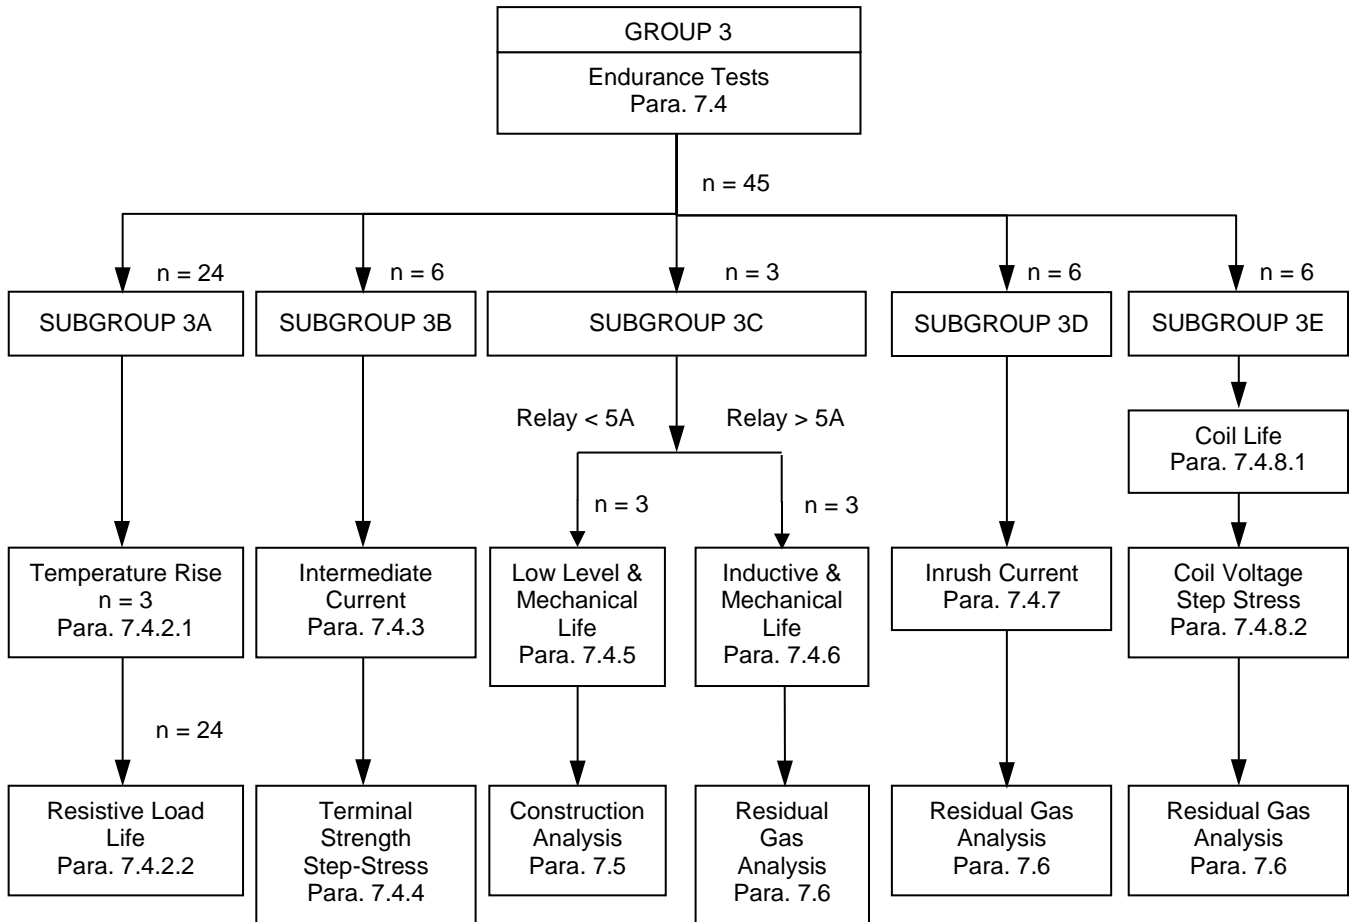 GROUP 3
Endurance Tests
Para. 7.4
n = 45
n = 24
n = 6
n = 3
n = 6
n = 6
SUBGROUP 3A
SUBGROUP 3B
SUBGROUP 3C
SUBGROUP 3D
SUBGROUP 3E
Relay < 5A
Relay > 5A
Coil Life
Para. 7.4.8.1
n = 3
n = 3
Temperature Rise
n = 3
Para. 7.4.2.1
Intermediate
Current
Para. 7.4.3
Low Level &
Mechanical
Life
Para. 7.4.5
Inductive &
Mechanical
Life
Para. 7.4.6
Inrush Current
Para. 7.4.7
Coil Voltage
Step Stress
Para. 7.4.8.2
n = 24
Resistive Load
Life
Para. 7.4.2.2
Terminal
Strength
Step-Stress
Para. 7.4.4
Construction
Analysis
Para. 7.5
Residual
Gas
Analysis
Para. 7.6
Residual Gas
Analysis
Para. 7.6
Residual Gas
Analysis
Para. 7.6